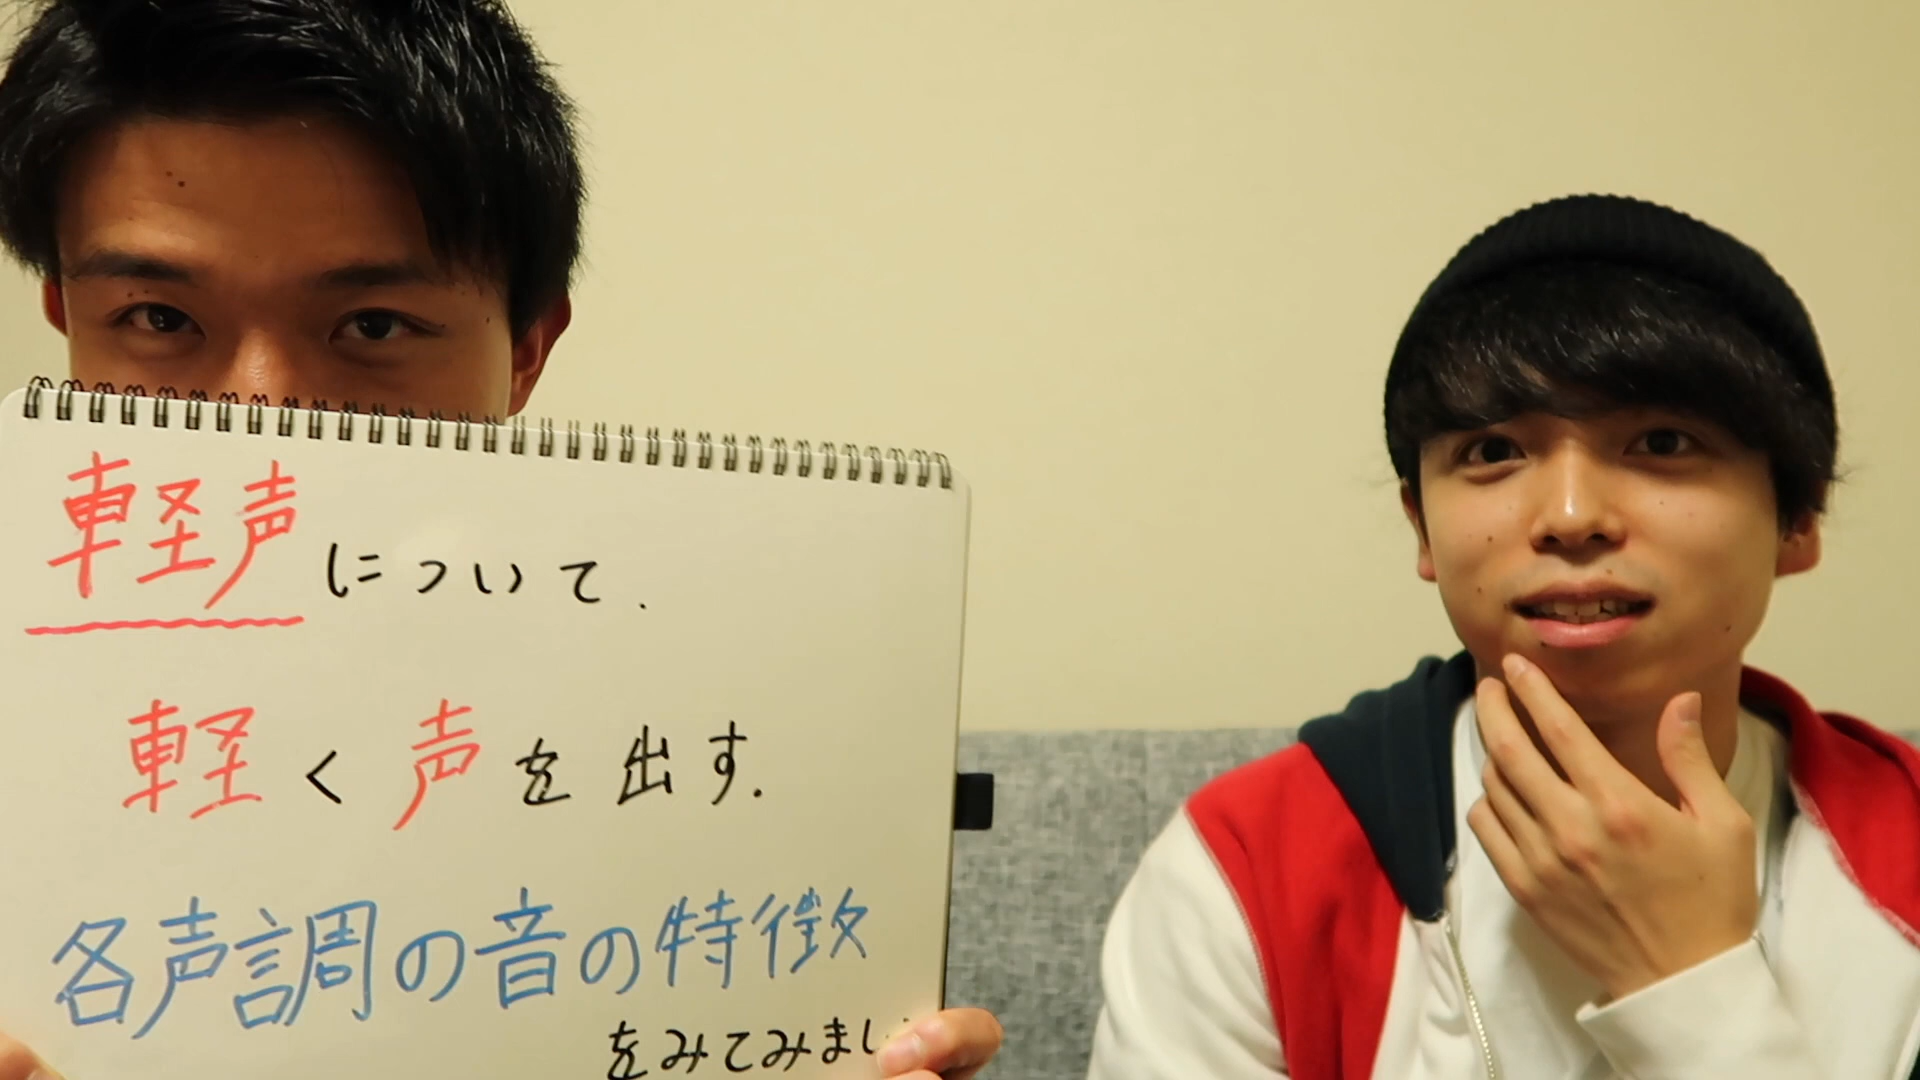 軽声について.
軽く声を出す.
各声調の音の特徴
をみてみまし